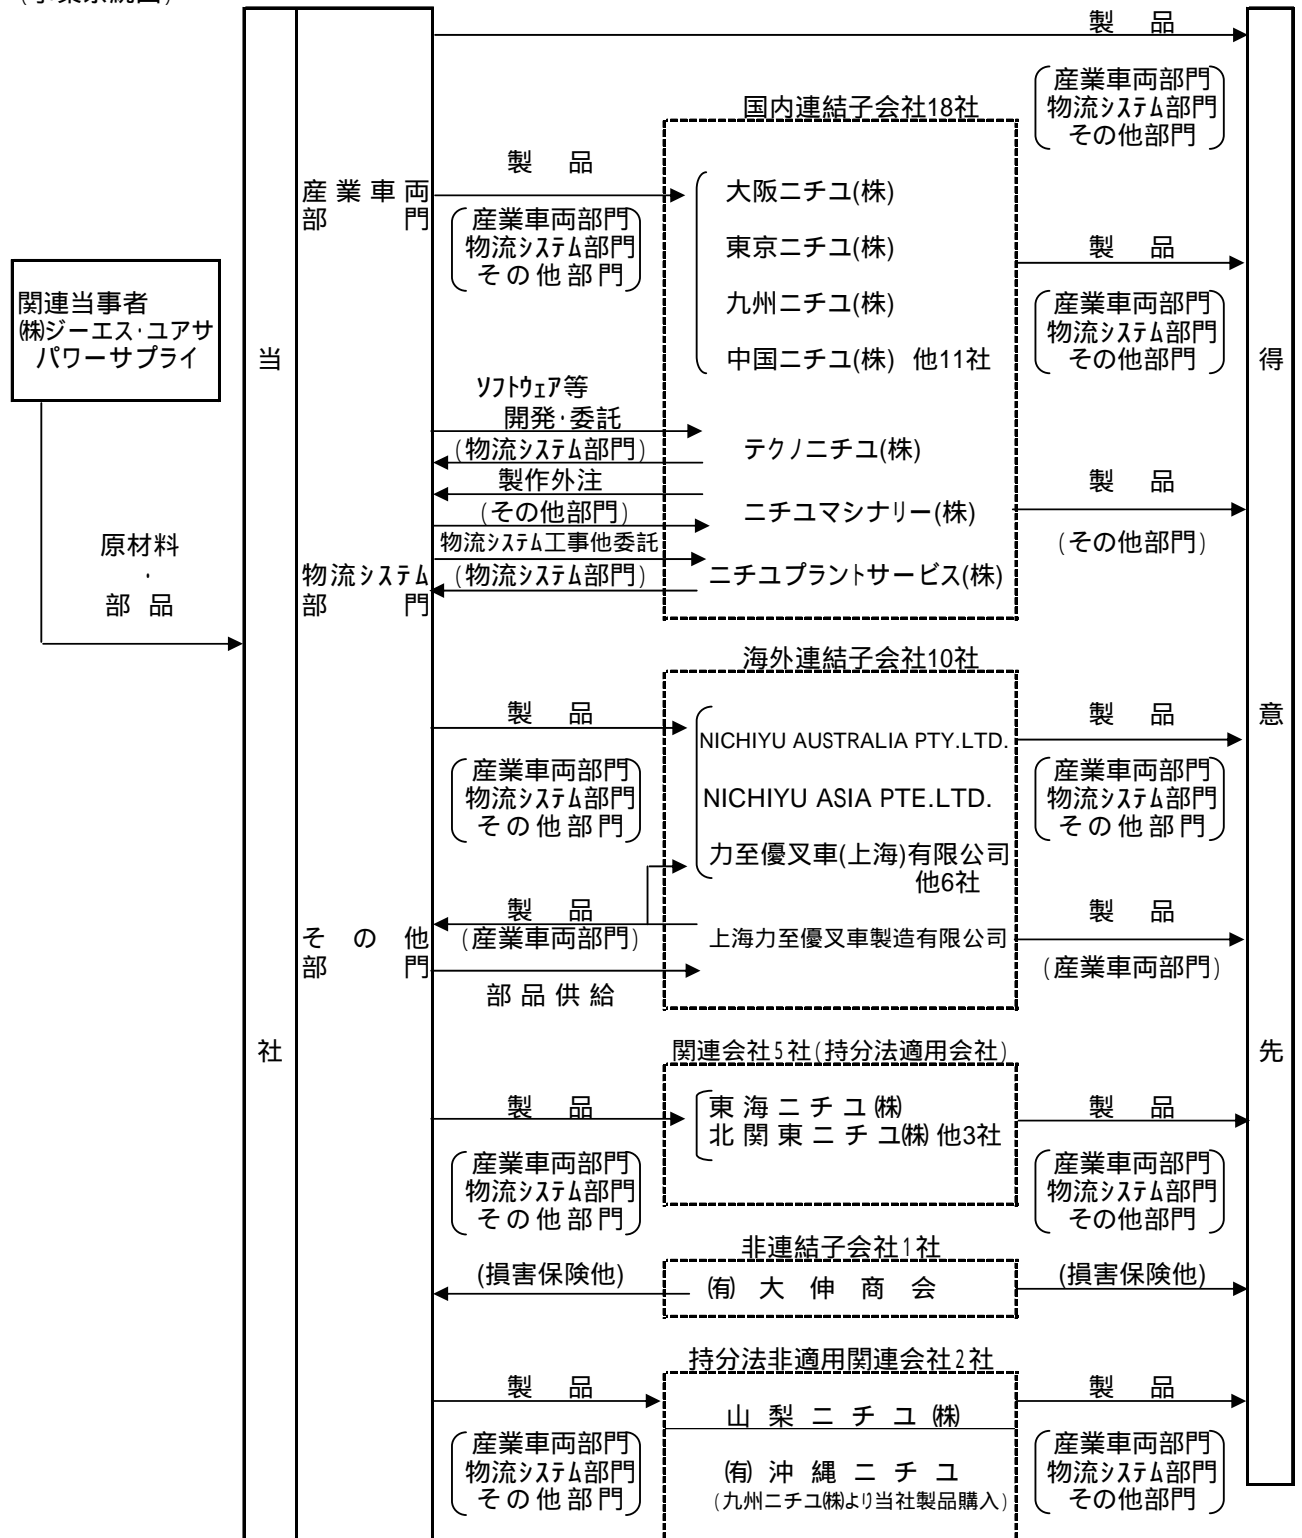 製 品
産業車両部門
物流システム部門
その他部門
国内連結子会社18社
製 品
産業車両
部 門
産業車両部門
物流システム部門
その他部門
大阪ニチユ(株)
東京ニチユ(株)
九州ニチユ(株)
中国ニチユ(株) 他11社
製 品
産業車両部門
物流システム部門
その他部門
関連当事者
㈱ジーエス・ユアサ
パワーサプライ
当
得
ソフトウェア等
開発・委託
(物流システム部門)
テクノニチユ(株)
製作外注
(その他部門)
ニチユマシナリー(株)
製 品
(その他部門)
物流システム工事他委託
(物流システム部門)
ニチユプラントサービス(株)
原材料
・
部 品
物流システム
部 門
海外連結子会社10社
製 品
産業車両部門
物流システム部門
その他部門
NICHIYU AUSTRALIA PTY.LTD.
NICHIYU ASIA PTE.LTD.
力至優叉車(上海)有限公司
他6社
製 品
産業車両部門
物流システム部門
その他部門
意
製 品
(産業車両部門)
上海力至優叉車製造有限公司
製 品
(産業車両部門)
そ の 他
部 門
部品供給
社
先
関連会社5社(持分法適用会社)
製 品
産業車両部門
物流システム部門
その他部門
東海ニチユ㈱
北関東ニチユ㈱ 他3社
製 品
産業車両部門
物流システム部門
その他部門
非連結子会社1社
(損害保険他)
㈲ 大 伸 商 会
(損害保険他)
持分法非適用関連会社2社
製 品
産業車両部門
物流システム部門
その他部門
山 梨 ニ チ ユ ㈱
㈲ 沖 縄 ニ チ ユ
(九州ニチユ㈱より当社製品購入)
製 品
産業車両部門
物流システム部門
その他部門